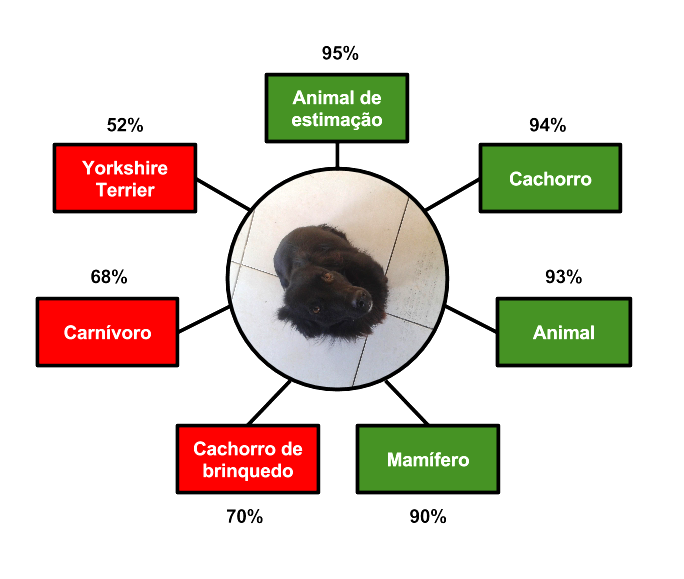 95%
Animal de
estimação
52%
94%
Yorkshire
Terrier
Cachorro
68%
93%
Carnívoro
Animal
Cachorro de
brinquedo
Mamífero
70%
90%